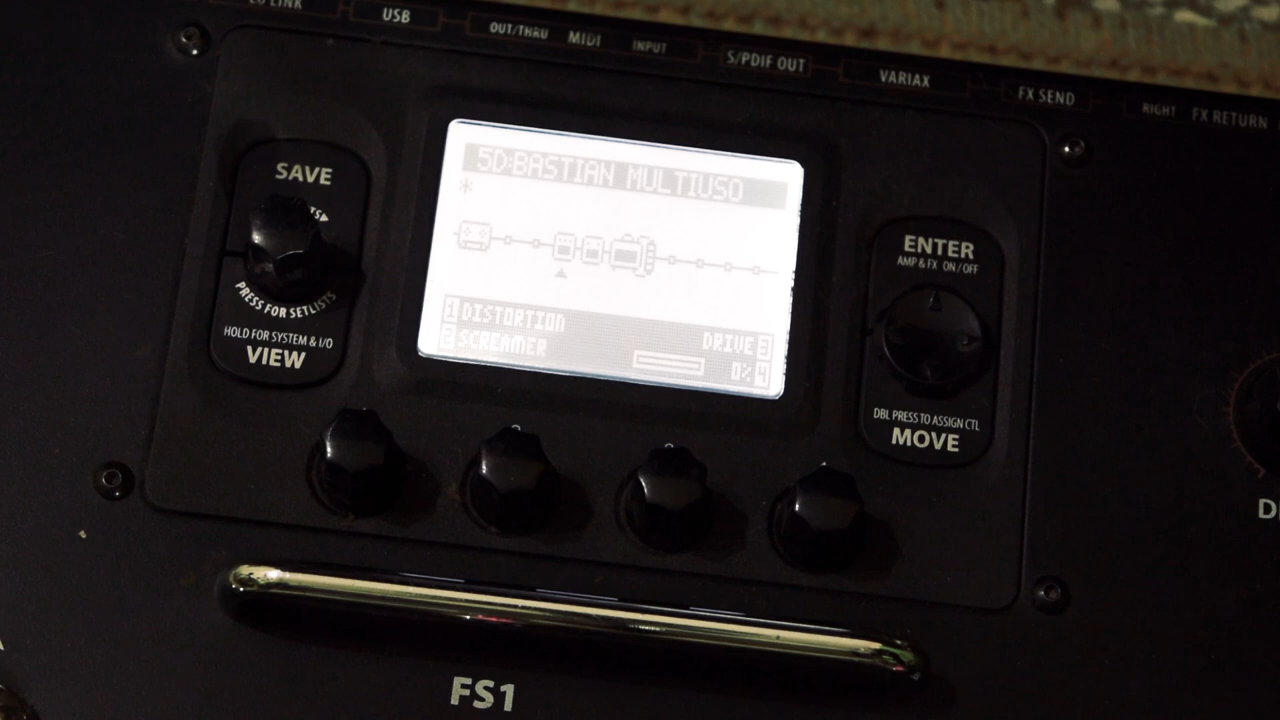 LINK
USB
OUT/THRU MIDI INPUT
S/PDIF OUT
VARIAX
FX SEND
RIGHT FX RETURN
SAVE
PRESS FOR SETLISTS
HOLD FOR SYSTEM & I/O
VIEW
5D:BASTIAN MULTIUSO
*
1 DISTORTION
2 SCREAMER
DRIVE 3
0% 4
ENTER
AMP & FX ON/OFF
DBL PRESS TO ASSIGN CTL
MOVE
FS1